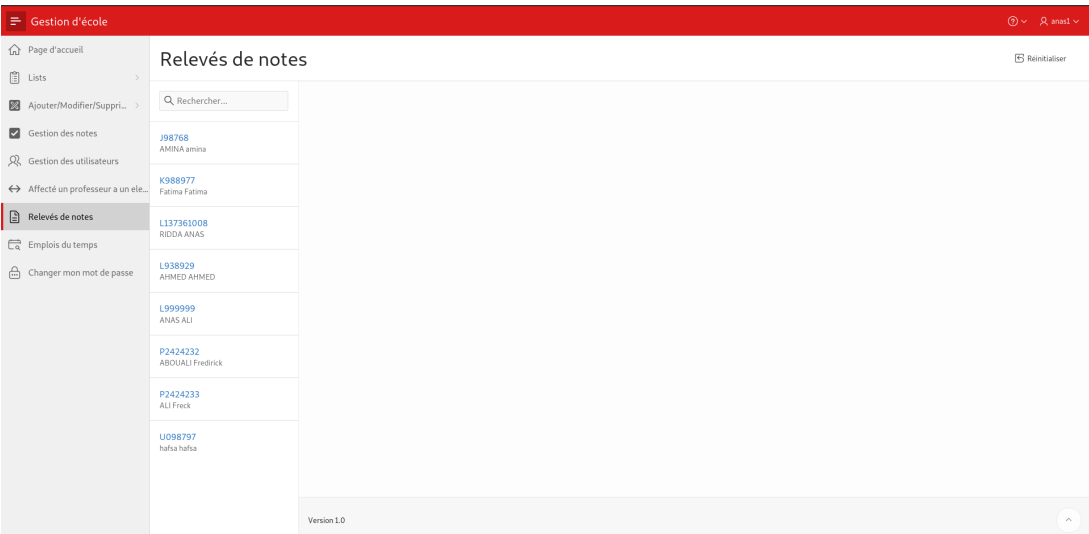 Gestion d'école
anas1
Page d'accueil
Lists
Ajouter/Modifier/Suppri...
Gestion des notes
Gestion des utilisateurs
Affecté un professeur a un ele...
Relevés de notes
Emplois du temps
Changer mon mot de passe
Relevés de notes
Réinitialiser
Rechercher...
J98768
AMINA amina
K988977
Fatima Fatima
L137361008
RIDDA ANAS
L938929
AHMED AHMED
L999999
ANAS ALI
P2424232
ABOUALI Fredirick
P2424233
ALI Freck
U098797
hafsa hafsa
Version 1.0